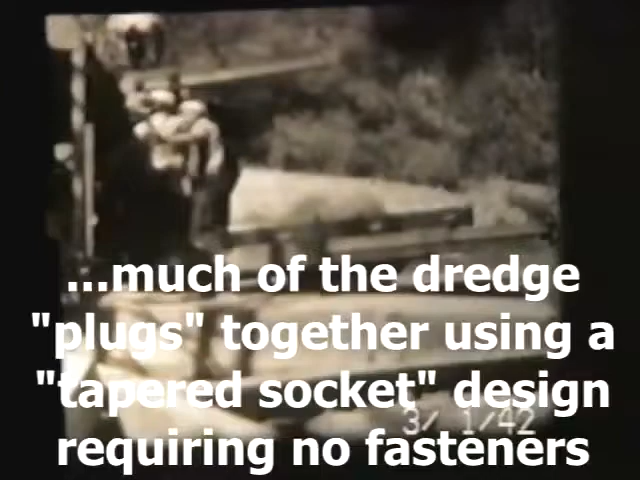 ...much of the dredge
"plugs" together using a
"tapered socket" design
3/ 1/42
requiring no fasteners